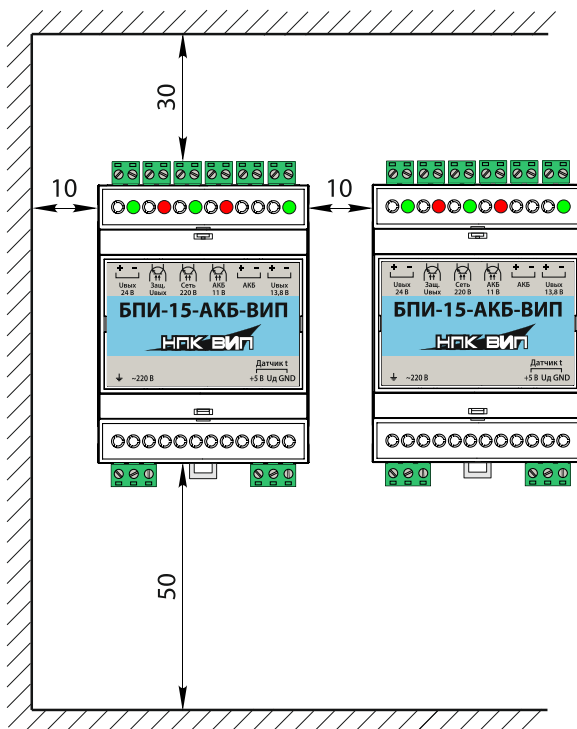 30
10
10
+ -
+ -
+ -
Uвых
24 В
Защ.
Uвых
Сеть
220 В
АКБ
11 В
АКБ
Uвых
13,8 В
БПИ-15-АКБ-ВИП
НПК ВИП
Датчик t
~220 В
+5 В Uд GND
+ -
+ -
+ -
Uвых
24 В
Защ.
Uвых
Сеть
220 В
АКБ
11 В
АКБ
Uвых
13,8 В
БПИ-15-АКБ-ВИП
НПК ВИП
Датчик t
~220 В
+5 В Uд GND
50